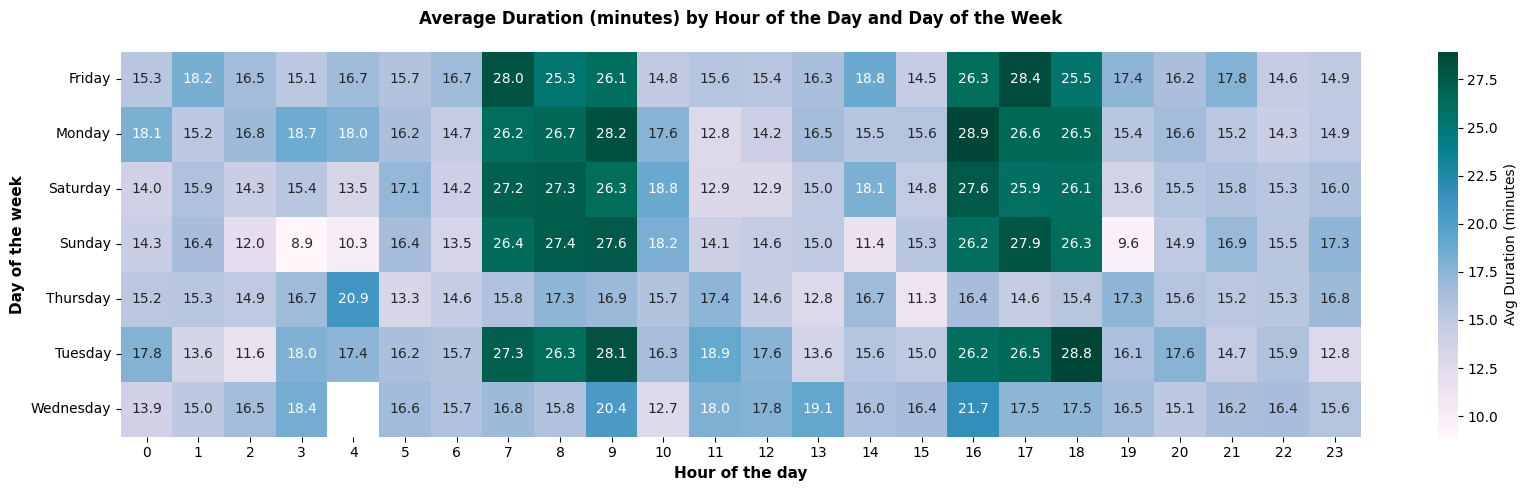 Average Duration (minutes) by Hour of the Day and Day of the Week
Day of the week
Friday 15.3 18.2 16.5 15.1 16.7 15.7 16.7 28.0 25.3 26.1 14.8 15.6 15.4 16.3 18.8 14.5 26.3 28.4 25.5 17.4 16.2 17.8 14.6 14.9
Monday 18.1 15.2 16.8 18.7 18.0 16.2 14.7 26.2 26.7 28.2 17.6 12.8 14.2 16.5 15.5 15.6 28.9 26.6 26.5 15.4 16.6 15.2 14.3 14.9
Saturday 14.0 15.9 14.3 15.4 13.5 17.1 14.2 27.2 27.3 26.3 18.8 12.9 12.9 15.0 18.1 14.8 27.6 25.9 26.1 13.6 15.5 15.8 15.3 16.0
Sunday 14.3 16.4 12.0 8.9 10.3 16.4 13.5 26.4 27.4 27.6 18.2 14.1 14.6 15.0 11.4 15.3 26.2 27.9 26.3 9.6 14.9 16.9 15.5 17.3
Thursday 15.2 15.3 14.9 16.7 20.9 13.3 14.6 15.8 17.3 16.9 15.7 17.4 14.6 12.8 16.7 11.3 16.4 14.6 15.4 17.3 15.6 15.2 15.3 16.8
Tuesday 17.8 13.6 11.6 18.0 17.4 16.2 15.7 27.3 26.3 28.1 16.3 18.9 17.6 13.6 15.6 15.0 26.2 26.5 28.8 16.1 17.6 14.7 15.9 12.8
Wednesday 13.9 15.0 16.5 18.4 16.6 15.7 16.8 15.8 20.4 12.7 18.0 17.8 19.1 16.0 16.4 21.7 17.5 17.5 16.5 15.1 16.2 16.4 15.6
0 1 2 3 4 5 6 7 8 9 10 11 12 13 14 15 16 17 18 19 20 21 22 23
Hour of the day
27.5
25.0
22.5
20.0
17.5
15.0
12.5
10.0
Avg Duration (minutes)